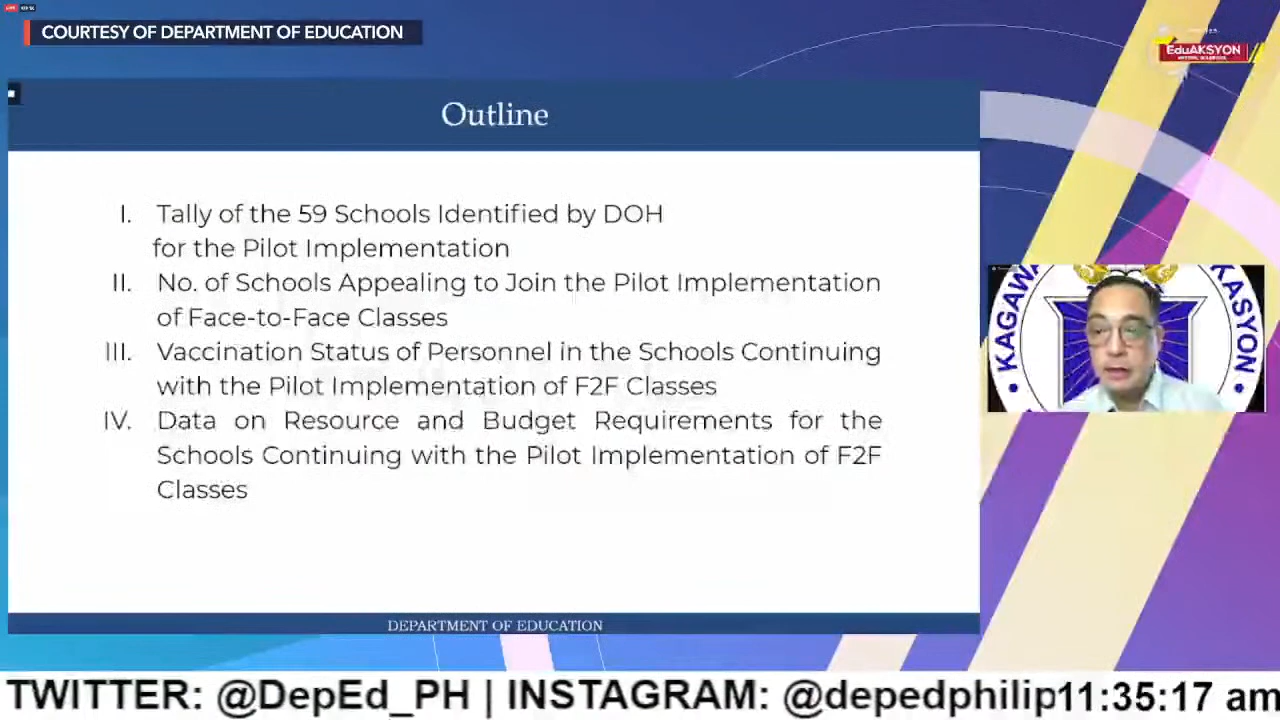 COURTESY OF DEPARTMENT OF EDUCATION
EduAKSYON
Outline
I. Tally of the 59 Schools Identified by DOH
for the Pilot Implementation
II. No. of Schools Appealing to Join the Pilot Implementation
of Face-to-Face Classes
III. Vaccination Status of Personnel in the Schools Continuing
with the Pilot Implementation of F2F Classes
IV. Data on Resource and Budget Requirements for the
Schools Continuing with the Pilot Implementation of F2F
Classes
KAGAWA
KASYON
DEPARTMENT OF EDUCATION
TWITTER: @DepEd_PH | INSTAGRAM: @depedphilip
11:35:17 am